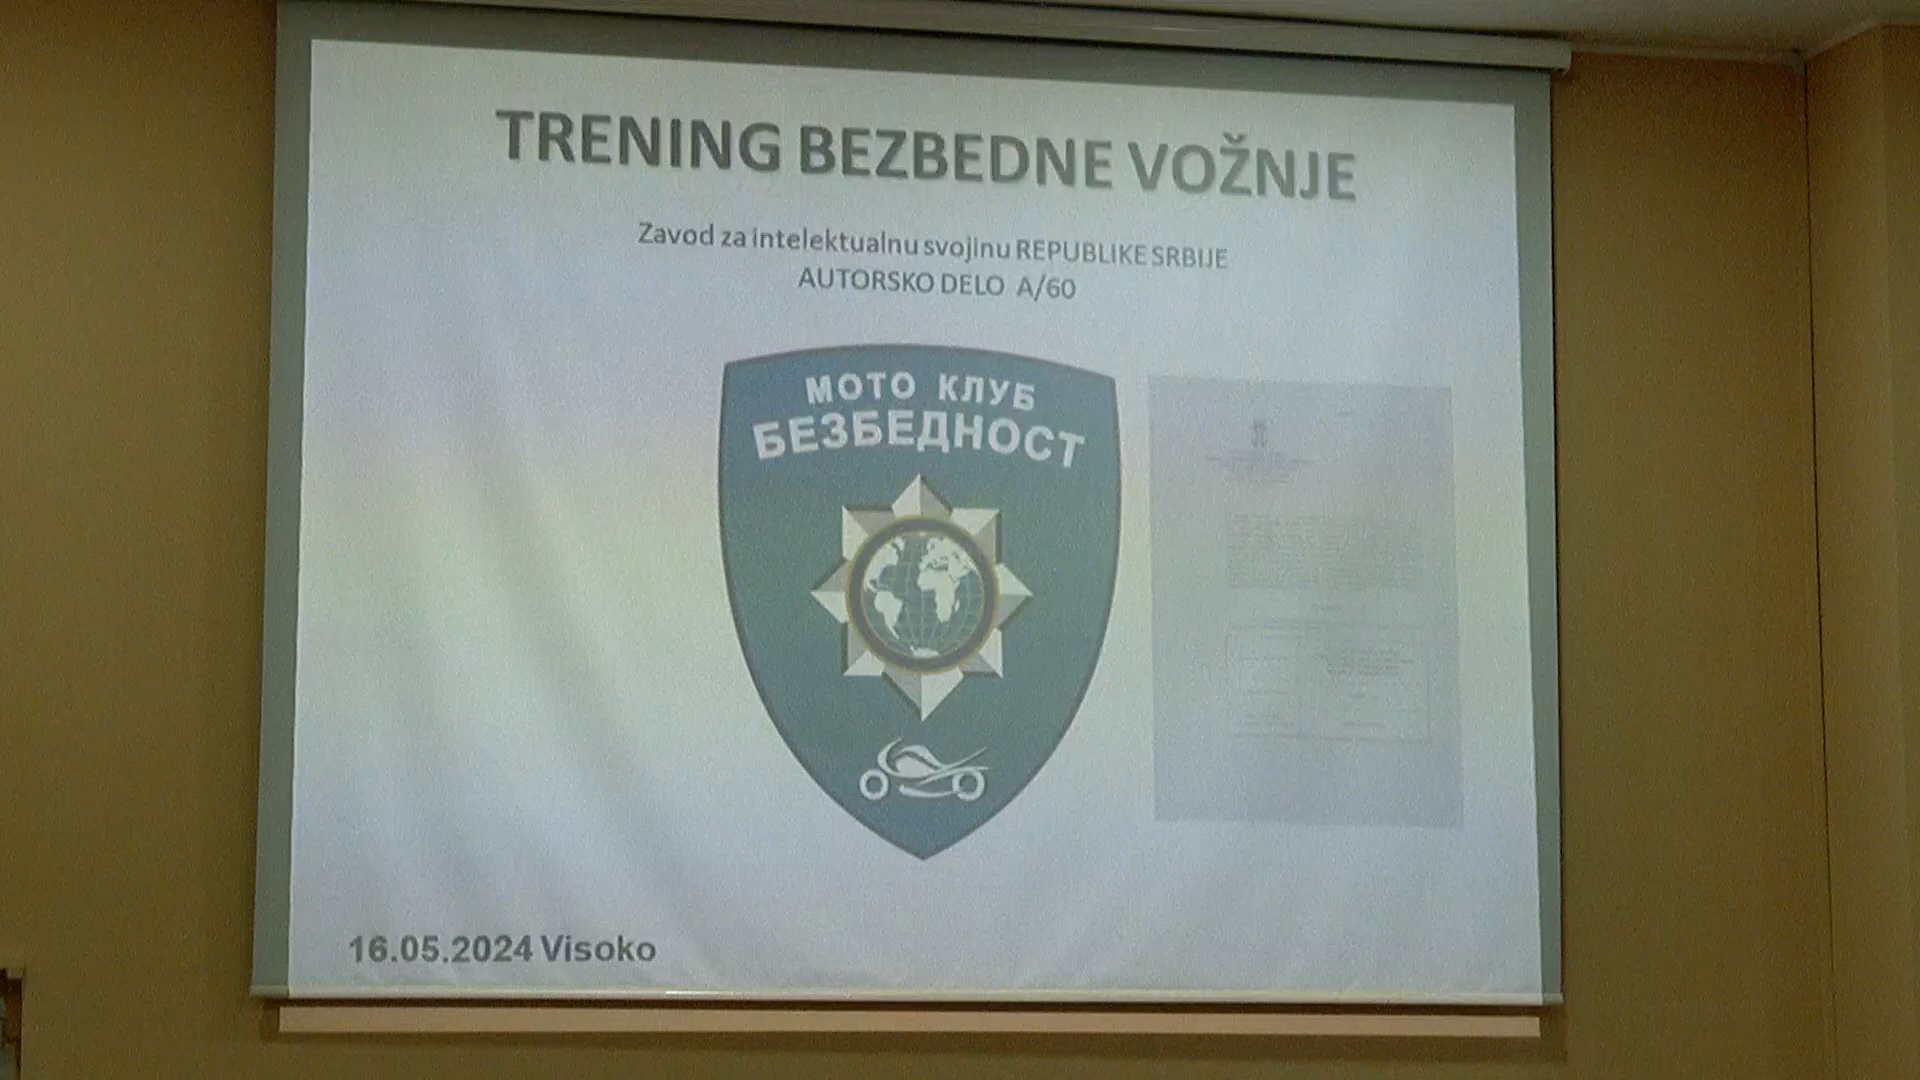 TRENING BEZBEDNE VOŽNJE
Zavod za intelektualnu svojinu REPUBLIKE SRBIJE
AUTORSKO DELO A/60
МОТО КЛУБ
БЕЗБЕДНОСТ
16.05.2024 Visoko